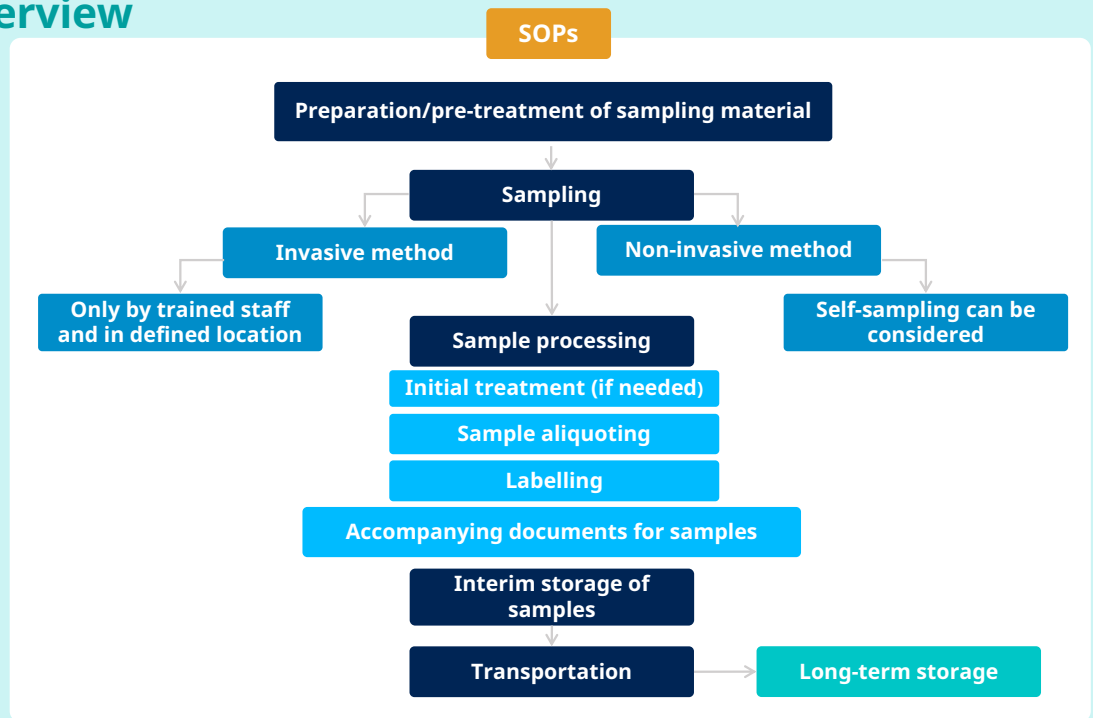 erview
SOPs
Preparation/pre-treatment of sampling material
Sampling
Invasive method
Non-invasive method
Only by trained staff
and in defined location
Self-sampling can be
considered
Sample processing
Initial treatment (if needed)
Sample aliquoting
Labelling
Accompanying documents for samples
Interim storage of
samples
Transportation
Long-term storage